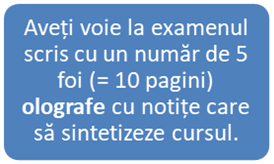 Aveți voie la examenul
scris cu un număr de 5
foi (= 10 pagini)
olografe cu notițe care
să sintetizeze cursul.